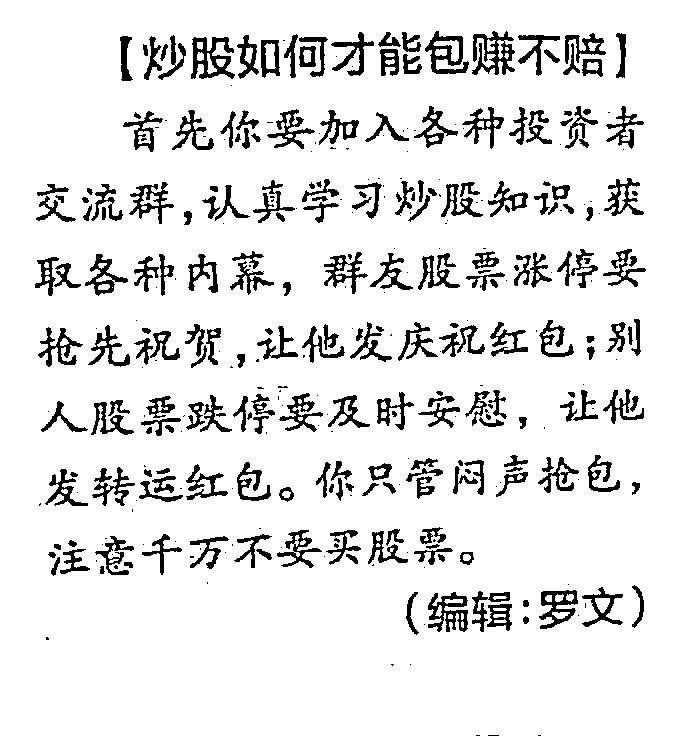 【炒股如何才能包赚不赔】
首先你要加入各种投资者
交流群,认真学习炒股知识,获
取各种内幕，群友股票涨停要
抢先祝贺,让他发庆祝红包;别
人股票跌停要及时安慰，让他
发转运红包。你只管闷声抢包，
注意千万不要买股票。
(编辑:罗文)